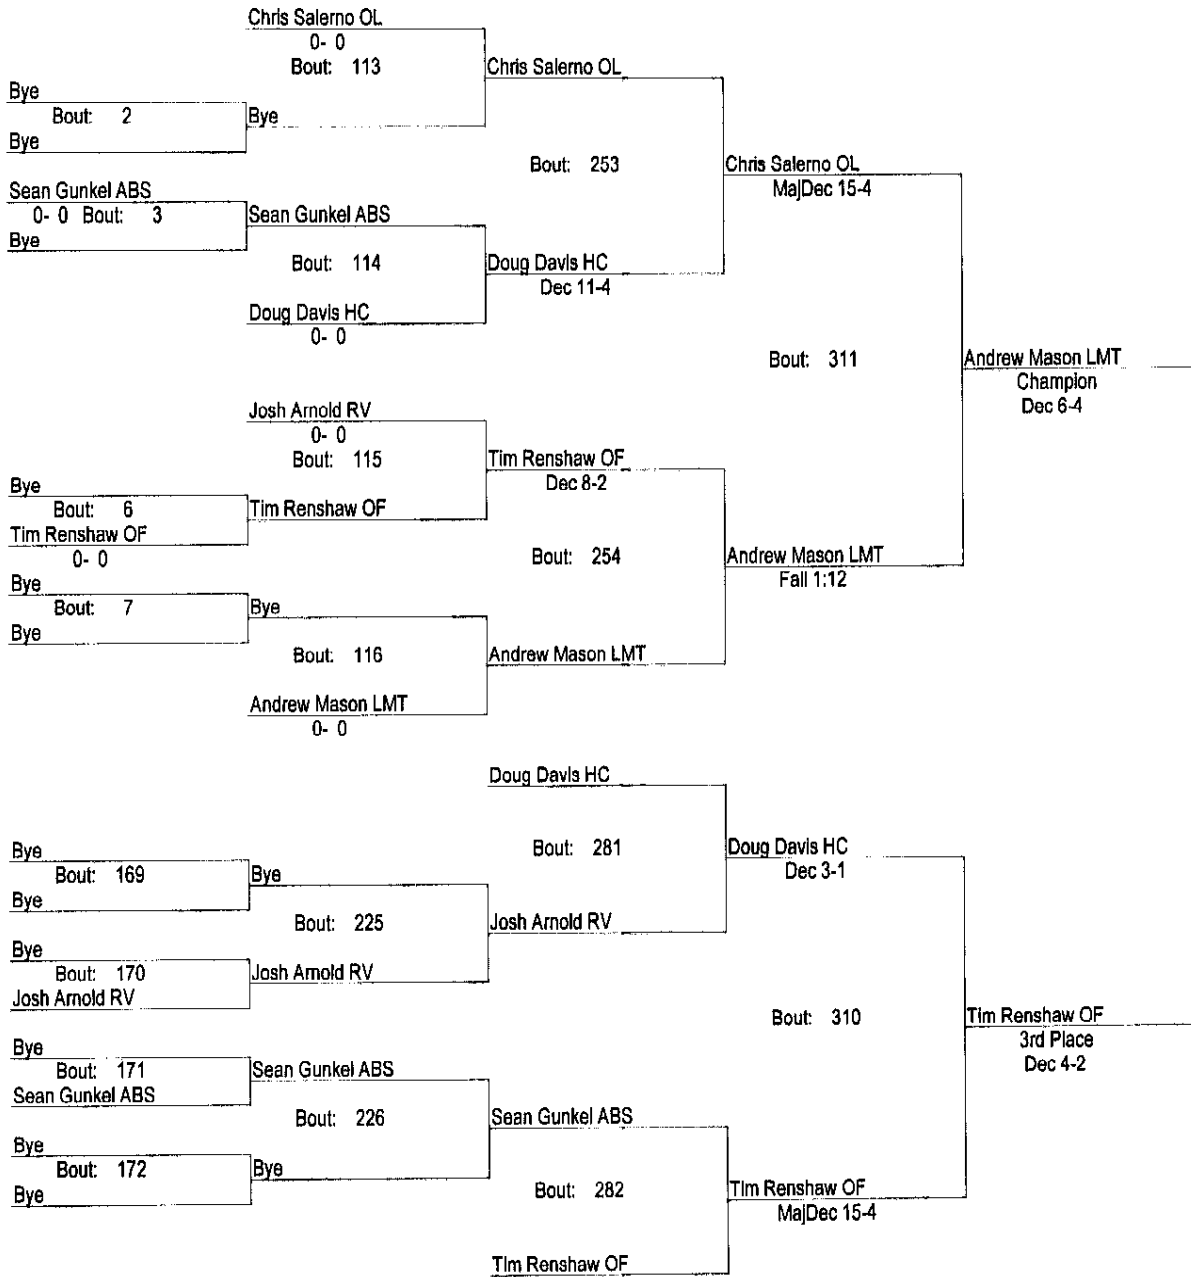 Chris Salerno OL
0- 0
Bout: 113
Chris Salerno OL
Bye
Bout: 2
Bye
Bye
Bout: 253
Chris Salerno OL
MajDec 15-4
Sean Gunkel ABS
0- 0 Bout: 3
Sean Gunkel ABS
Bye
Bout: 114
Doug Davis HC
Dec 11-4
Doug Davis HC
0- 0
Bout: 311
Andrew Mason LMT
Champion
Dec 6-4
Josh Arnold RV
0- 0
Bout: 115
Tim Renshaw OF
Dec 8-2
Bye
Bout: 6
Tim Renshaw OF
Tim Renshaw OF
0- 0
Bout: 254
Andrew Mason LMT
Fall 1:12
Bye
Bout: 7
Bye
Bye
Bout: 116
Andrew Mason LMT
Andrew Mason LMT
0- 0
Doug Davis HC
Bout: 281
Doug Davis HC
Dec 3-1
Bye
Bout: 169
Bye
Bye
Bout: 225
Josh Arnold RV
Bye
Bout: 170
Josh Arnold RV
Josh Arnold RV
Bout: 310
Tim Renshaw OF
3rd Place
Dec 4-2
Bye
Bout: 171
Sean Gunkel ABS
Sean Gunkel ABS
Bout: 226
Sean Gunkel ABS
Bye
Bout: 172
Bye
Bye
Bout: 282
Tim Renshaw OF
MajDec 15-4
Tim Renshaw OF